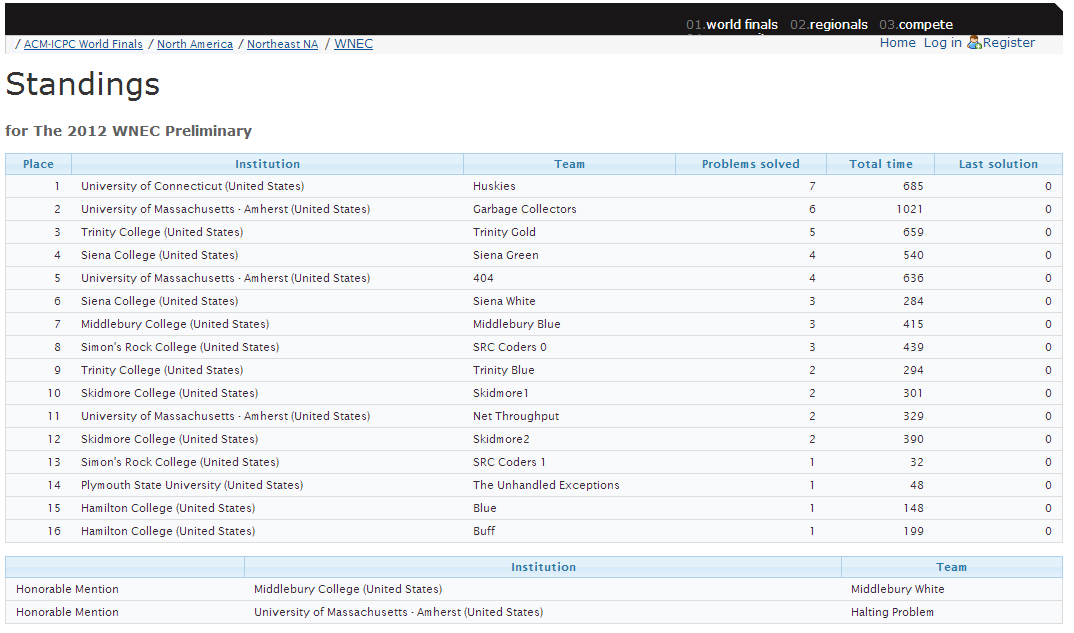 01.world finals 02.regionals 03.compete
/ ACM-ICPC World Finals / North America / Northeast NA / WNEC
Home Log in Register
Standings
for The 2012 WNEC Preliminary
Place Institution Team Problems solved Total time Last solution
1 University of Connecticut (United States) Huskies 7 685 0
2 University of Massachusetts - Amherst (United States) Garbage Collectors 6 1021 0
3 Trinity College (United States) Trinity Gold 5 659 0
4 Siena College (United States) Siena Green 4 540 0
5 University of Massachusetts - Amherst (United States) 404 4 636 0
6 Siena College (United States) Siena White 3 284 0
7 Middlebury College (United States) Middlebury Blue 3 415 0
8 Simon's Rock College (United States) SRC Coders 0 3 439 0
9 Trinity College (United States) Trinity Blue 2 294 0
10 Skidmore College (United States) Skidmore1 2 301 0
11 University of Massachusetts - Amherst (United States) Net Throughput 2 329 0
12 Skidmore College (United States) Skidmore2 2 390 0
13 Simon's Rock College (United States) SRC Coders 1 1 32 0
14 Plymouth State University (United States) The Unhandled Exceptions 1 48 0
15 Hamilton College (United States) Blue 1 148 0
16 Hamilton College (United States) Buff 1 199 0
Institution Team
Honorable Mention Middlebury College (United States) Middlebury White
Honorable Mention University of Massachusetts - Amherst (United States) Halting Problem